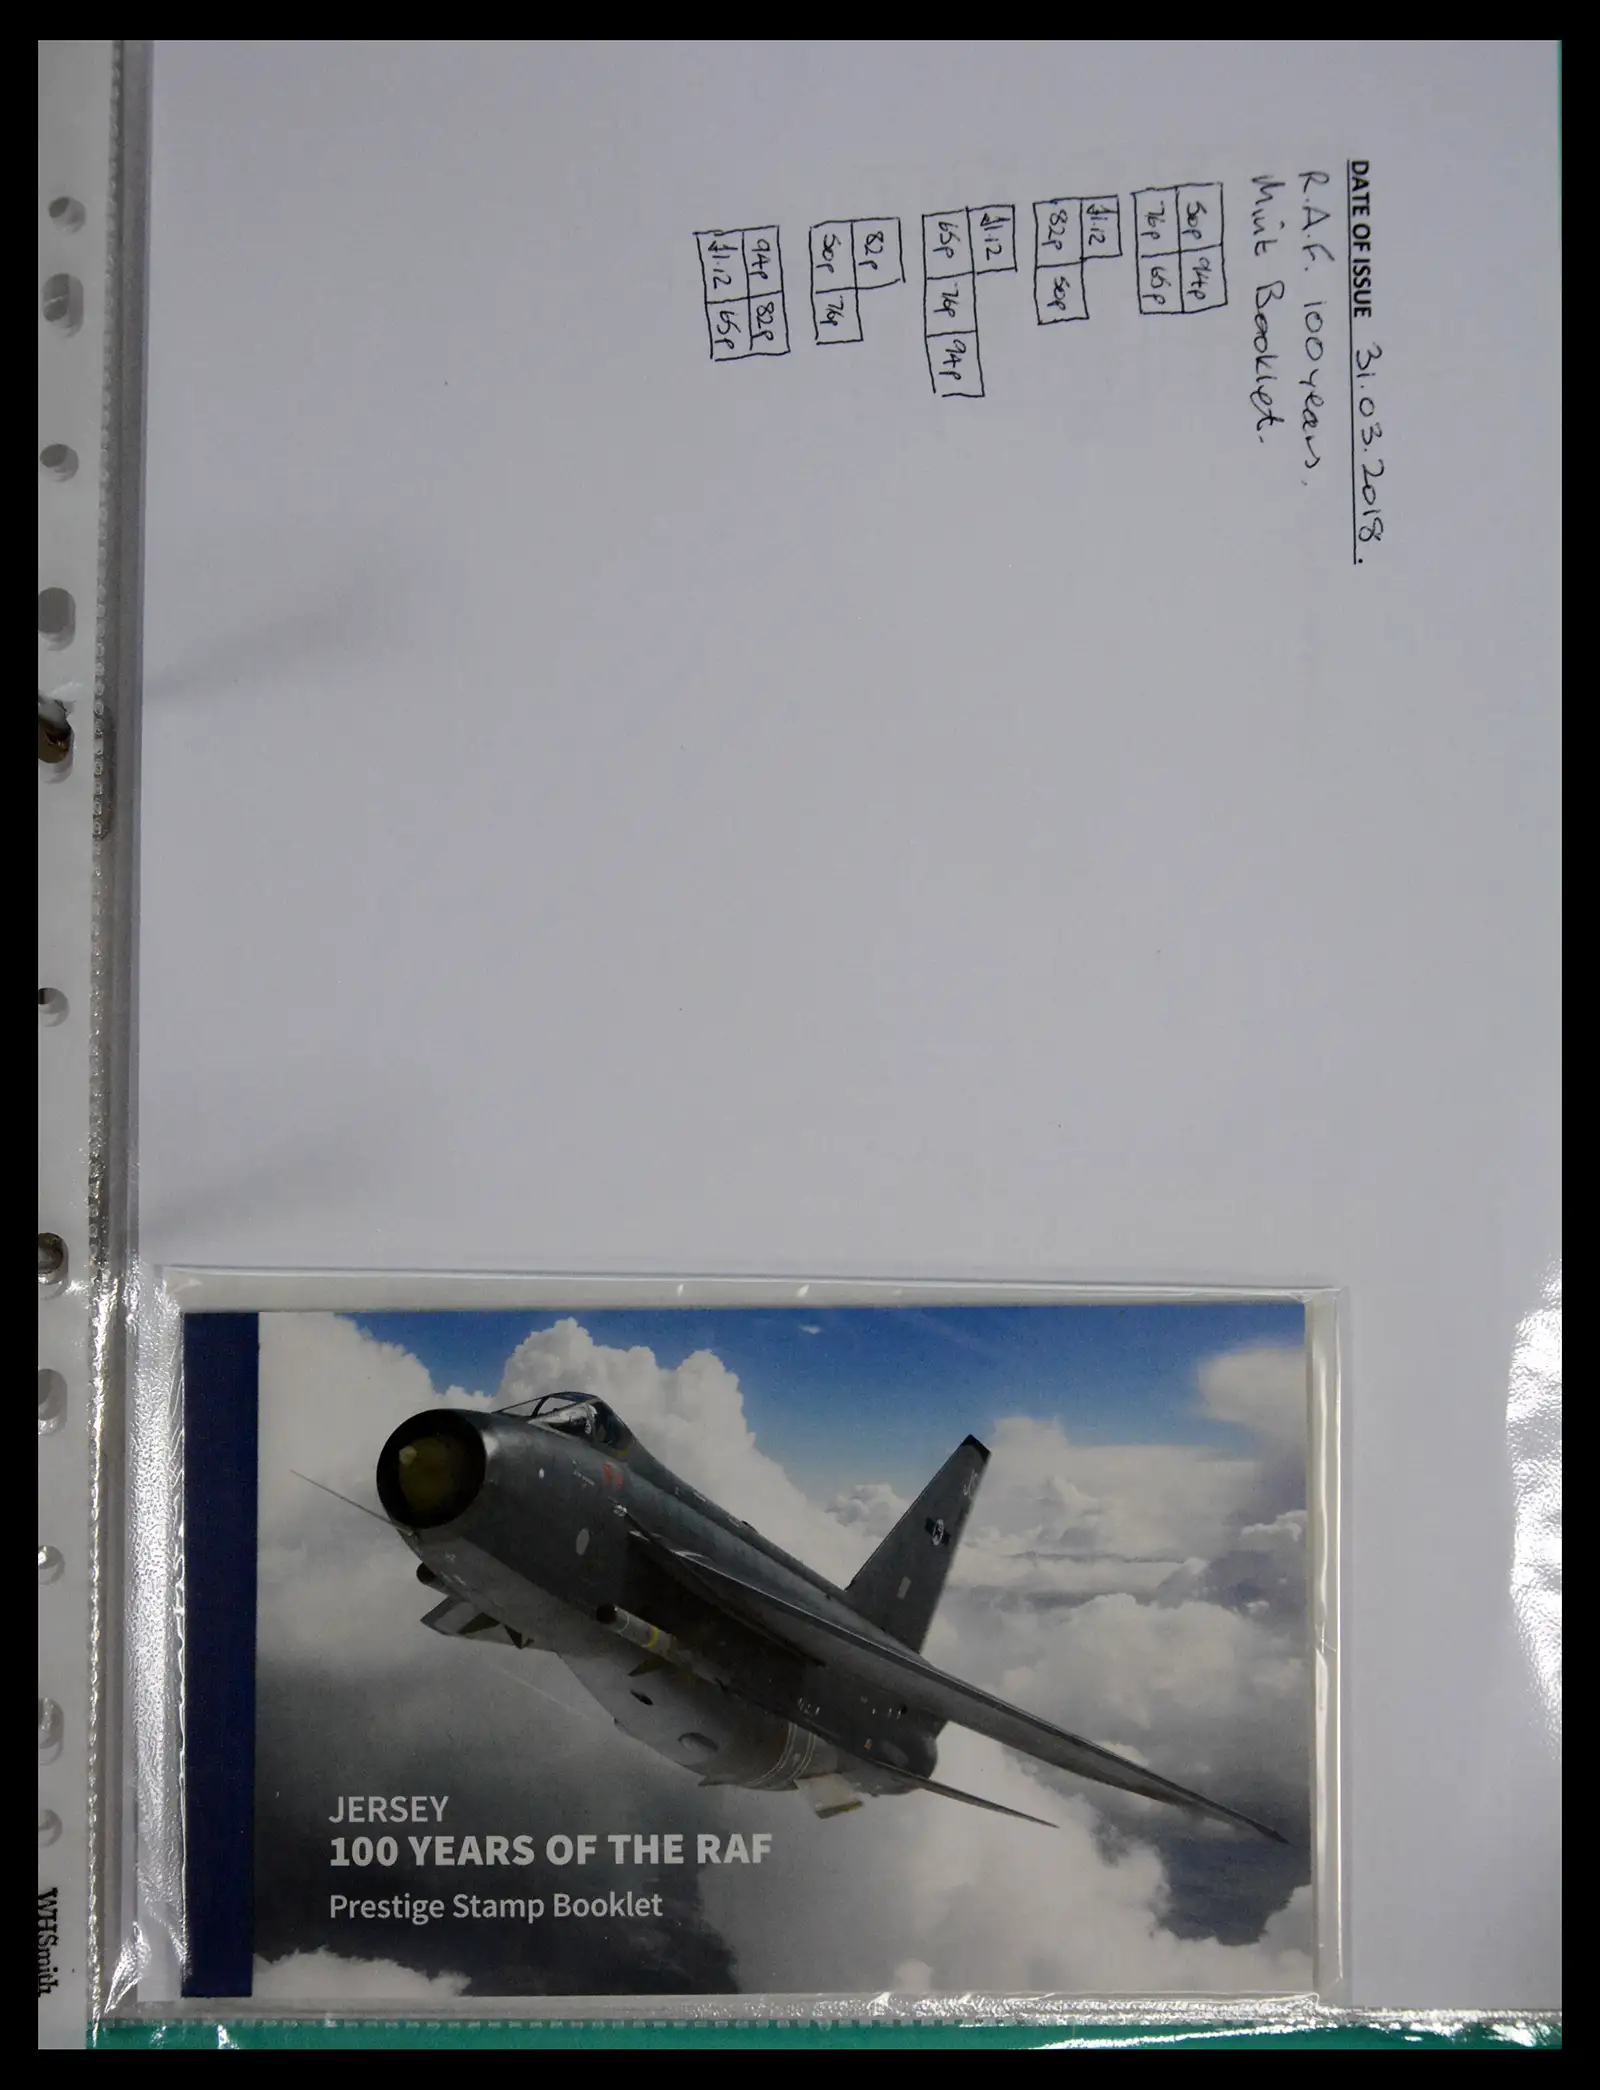 DATE OF ISSUE 31.03.2018.
R.A.F. 100 years.
Mint Booklet.
50p 94p
76p 65p
£1.12
82p 50p
£1.12
65p 76p 94p
82p
50p 76p
94p 82p
£1.12 65p
JERSEY
100 YEARS OF THE RAF
Prestige Stamp Booklet
WHSmith